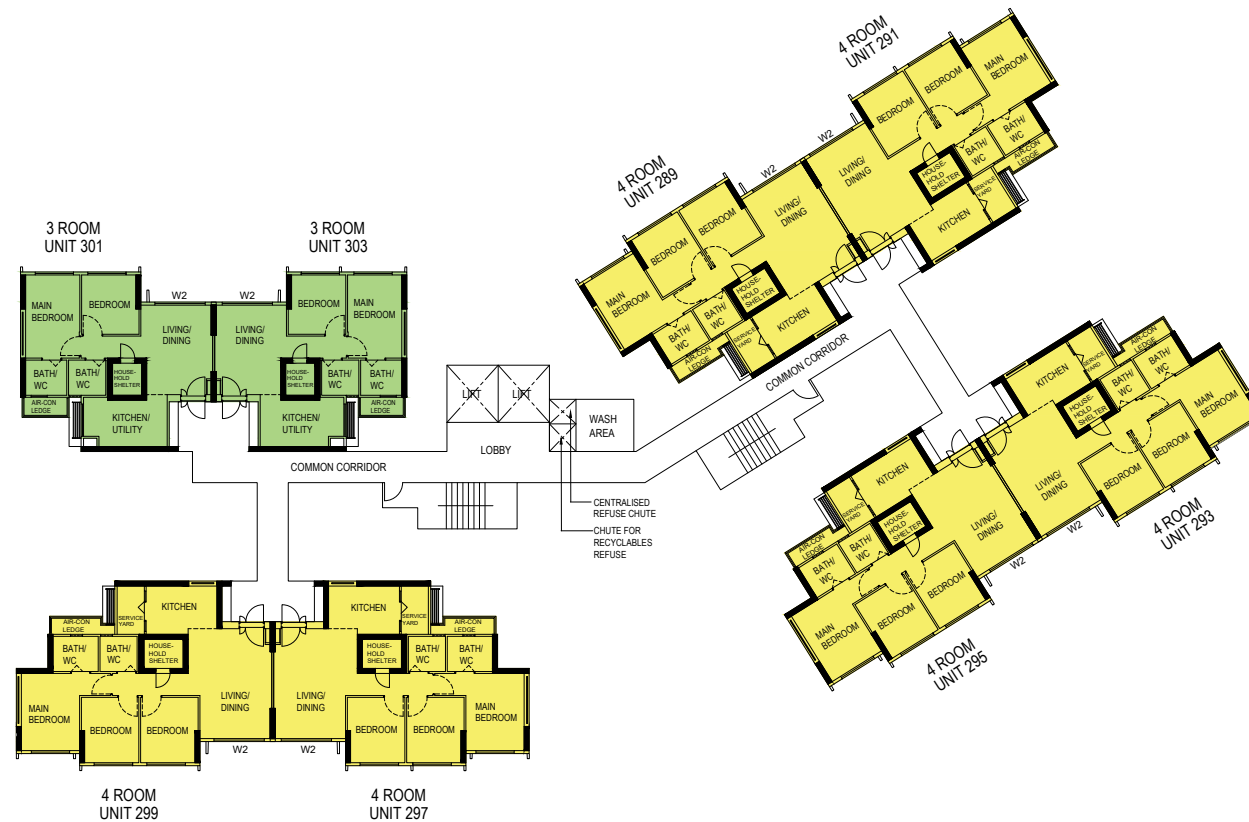 4 ROOM
UNIT 291
BEDROOM
BEDROOM
MAIN
BEDROOM
W2
LIVING/
DINING
HOUSE-
HOLD
SHELTER
BATH/
WC
BATH/
WC
AIR-CON
LEDGE
SERVICE
YARD
KITCHEN
4 ROOM
UNIT 289
W2
MAIN
BEDROOM
BEDROOM
BEDROOM
LIVING/
DINING
HOUSE-
HOLD
SHELTER
BATH/
WC
BATH/
WC
AIR-CON
LEDGE
SERVICE
YARD
KITCHEN
3 ROOM
UNIT 301
MAIN
BEDROOM
BEDROOM
W2
LIVING/
DINING
BATH/
WC
BATH/
WC
HOUSE-
HOLD
SHELTER
AIR-CON
LEDGE
KITCHEN/
UTILITY
3 ROOM
UNIT 303
W2
BEDROOM
MAIN
BEDROOM
LIVING/
DINING
HOUSE-
HOLD
SHELTER
BATH/
WC
BATH/
WC
AIR-CON
LEDGE
KITCHEN/
UTILITY
LIFT
LIFT
WASH
AREA
LOBBY
COMMON CORRIDOR
COMMON CORRIDOR
CENTRALISED
REFUSE CHUTE
CHUTE FOR
RECYCLABLES
REFUSE
KITCHEN
SERVICE
YARD
AIR-CON
LEDGE
BATH/
WC
BATH/
WC
HOUSE-
HOLD
SHELTER
MAIN
BEDROOM
BEDROOM
BEDROOM
LIVING/
DINING
W2
4 ROOM
UNIT 293
KITCHEN
SERVICE
YARD
AIR-CON
LEDGE
BATH/
WC
BATH/
WC
HOUSE-
HOLD
SHELTER
LIVING/
DINING
MAIN
BEDROOM
BEDROOM
BEDROOM
W2
4 ROOM
UNIT 295
AIR-CON
LEDGE
SERVICE
YARD
KITCHEN
BATH/
WC
BATH/
WC
HOUSE-
HOLD
SHELTER
MAIN
BEDROOM
BEDROOM
BEDROOM
LIVING/
DINING
W2
4 ROOM
UNIT 299
KITCHEN
SERVICE
YARD
AIR-CON
LEDGE
HOUSE-
HOLD
SHELTER
BATH/
WC
BATH/
WC
LIVING/
DINING
BEDROOM
BEDROOM
MAIN
BEDROOM
W2
4 ROOM
UNIT 297